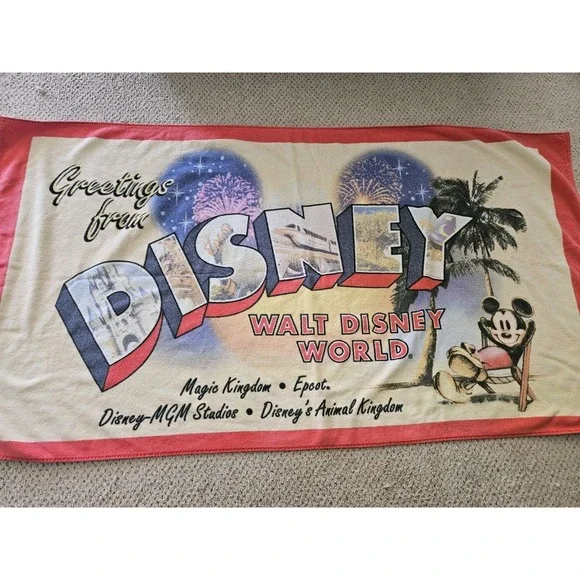 Greetings
from
DISNEY
WALT DISNEY
WORLD®
Magic Kingdom • Epcot®
Disney-MGM Studios • Disney's Animal Kingdom